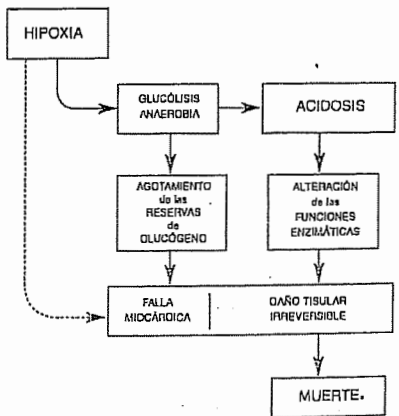 HIPOXIA
GLUCÓLISIS
ANAEROBIA
ACIDOSIS
AGOTAMIENTO
de las
RESERVAS
de
GLUCÓGENO
ALTERACIÓN
de las
FUNCIONES
ENZIMÁTICAS
FALLA
MIOCÁRDICA
DAÑO TISULAR
IRREVERSIBLE
MUERTE.